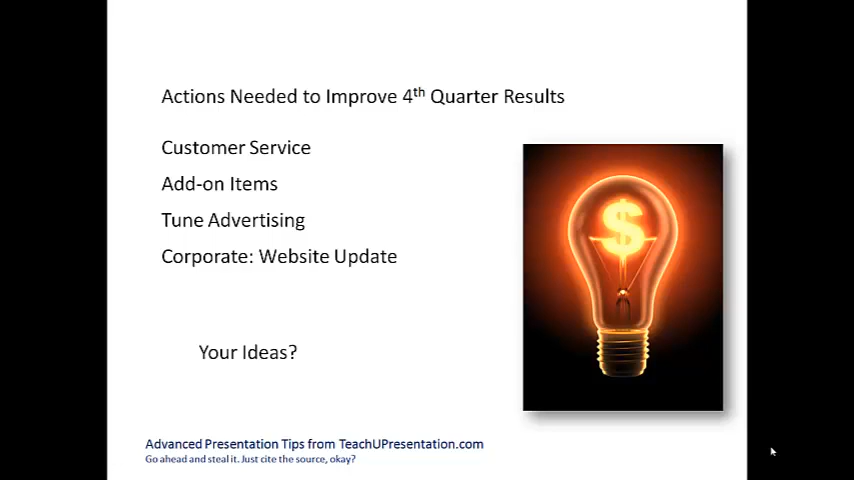 Actions Needed to Improve 4th Quarter Results
Customer Service
Add-on Items
Tune Advertising
Corporate: Website Update
$
Your Ideas?
Advanced Presentation Tips from TeachUPresentation.com
Go ahead and steal it. Just cite the source, okay?